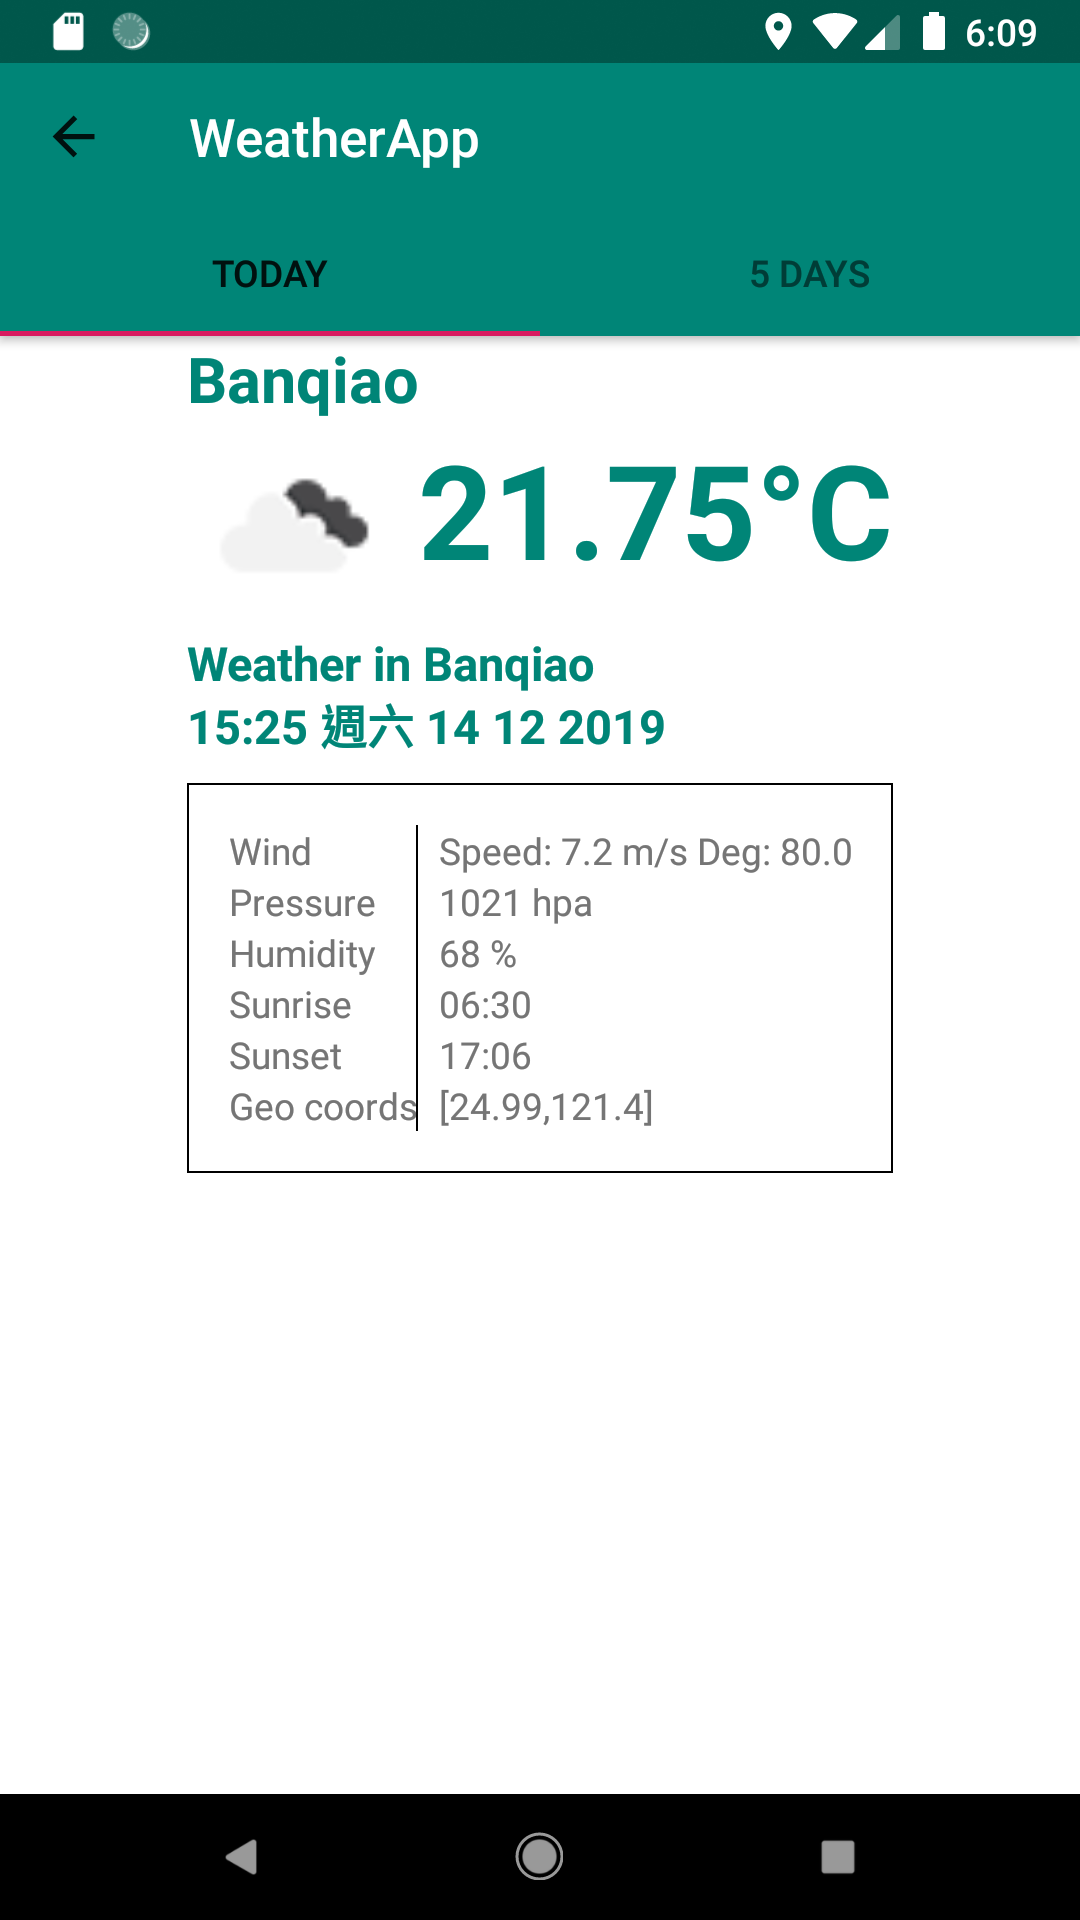 6:09
WeatherApp
TODAY 5 DAYS
Banqiao
21.75°C
Weather in Banqiao
15:25 週六 14 12 2019
Wind Speed: 7.2 m/s Deg: 80.0
Pressure 1021 hpa
Humidity 68 %
Sunrise 06:30
Sunset 17:06
Geo coords [24.99,121.4]